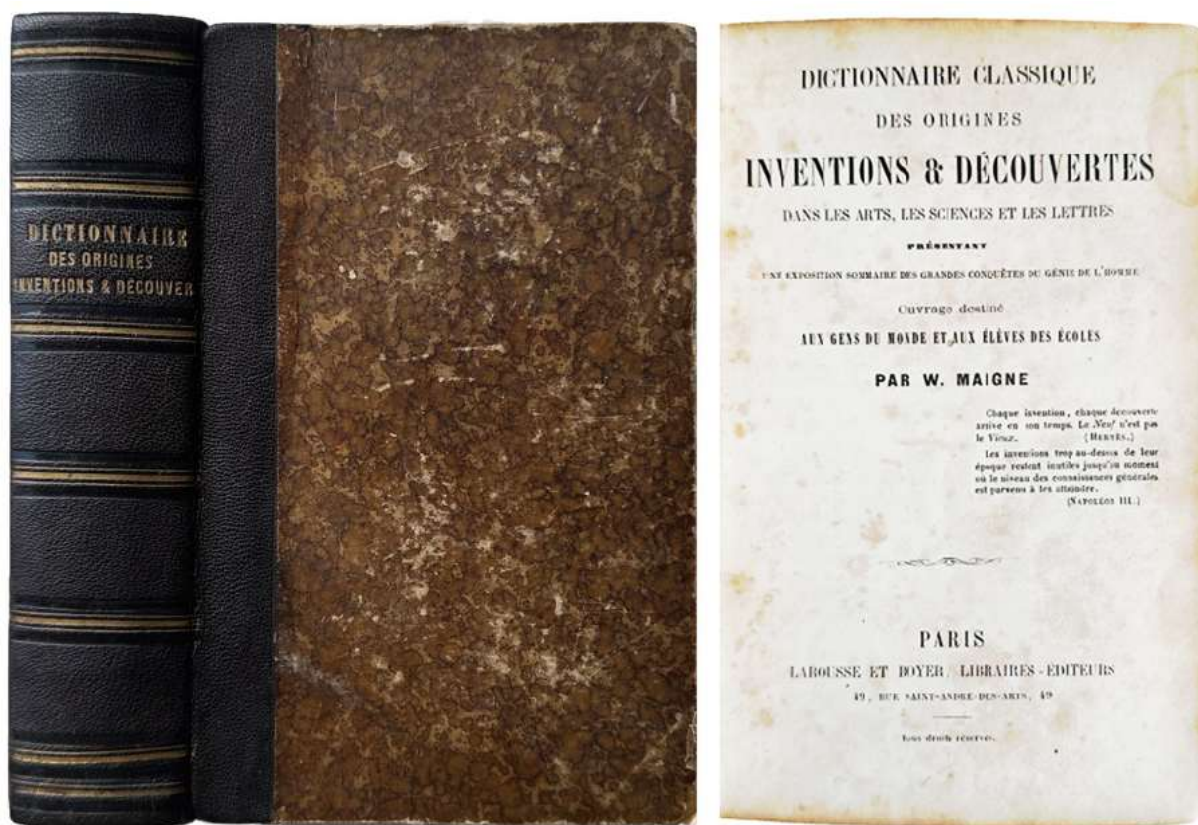 DICTIONNAIRE
DES ORIGINES
INVENTIONS & DÉCOUVER
DICTIONNAIRE CLASSIQUE
DES ORIGINES
INVENTIONS & DÉCOUVERTES
DANS LES ARTS, LES SCIENCES ET LES LETTRES
PRÉSENTANT
UNE EXPOSITION SOMMAIRE DES GRANDES CONQUÊTES DU GÉNIE DE L'HOMME
Ouvrage destiné
AUX GENS DU MONDE ET AUX ÉLÈVES DES ÉCOLES
PAR W. MAIGNE
Chaque invention, chaque découverte
arrive en son temps. Le Neuf n'est pas
le Vieux.
Les inventions trop au-dessus de leur
époque restent inutiles jusqu'au moment
où le niveau des connaissances générales
est parvenu à les atteindre.
(NAPOLÉON III.)
PARIS
LAROUSSE ET BOYER, LIBRAIRES-ÉDITEURS
49, RUE SAINT-ANDRÉ-DES-ARTS, 49
Tous droits réservés.